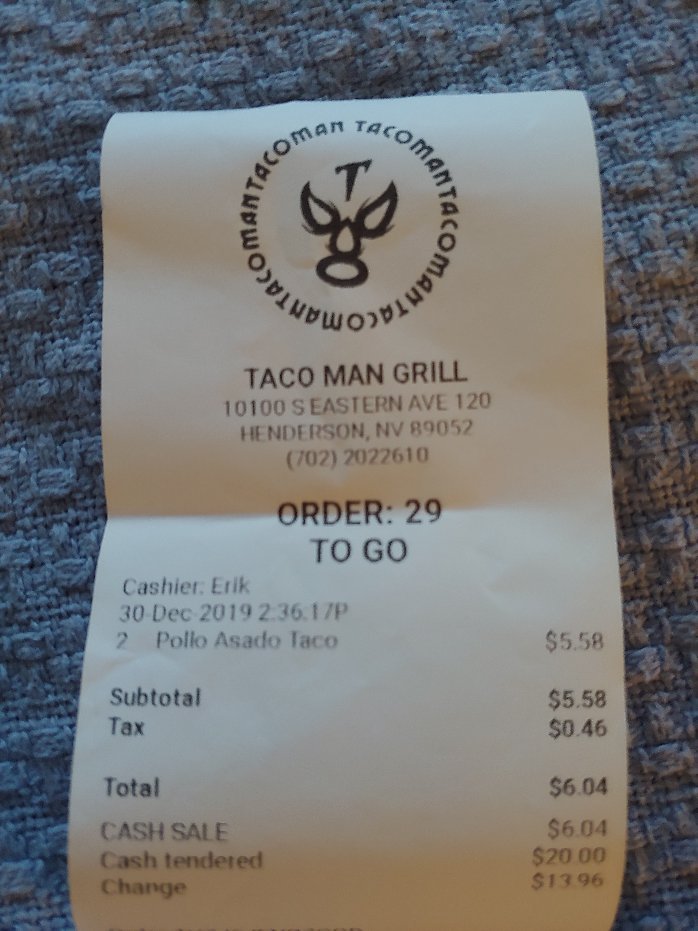 TACOMAN TACOMANTACOMANTACOMANTACOMANTACOMAN
T
TACO MAN GRILL
10100 S EASTERN AVE 120
HENDERSON, NV 89052
(702) 2022610
ORDER: 29
TO GO
Cashier: Erik
30-Dec-2019 2:36:17P
2 Pollo Asado Taco $5.58
Subtotal $5.58
Tax $0.46
Total $6.04
CASH SALE $6.04
Cash tendered $20.00
Change $13.96